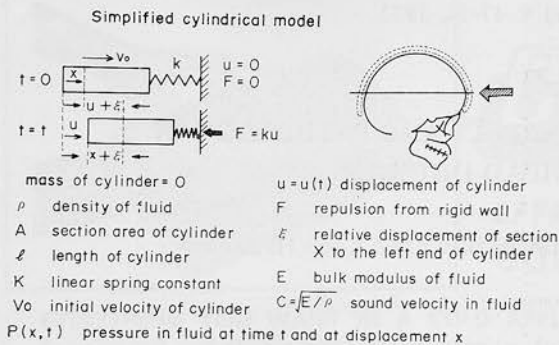 Simplified cylindrical model
Vo
k
u = 0
F = 0
t = 0
x
u + ξ
t = t
u
F = ku
x + ξ
mass of cylinder = 0
ρ density of fluid
A section area of cylinder
ℓ length of cylinder
K linear spring constant
Vo initial velocity of cylinder
u = u(t) displacement of cylinder
F repulsion from rigid wall
ξ relative displacement of section X to the left end of cylinder
E bulk modulus of fluid
C=√E/ρ sound velocity in fluid
P(x,t) pressure in fluid at time t and at displacement x